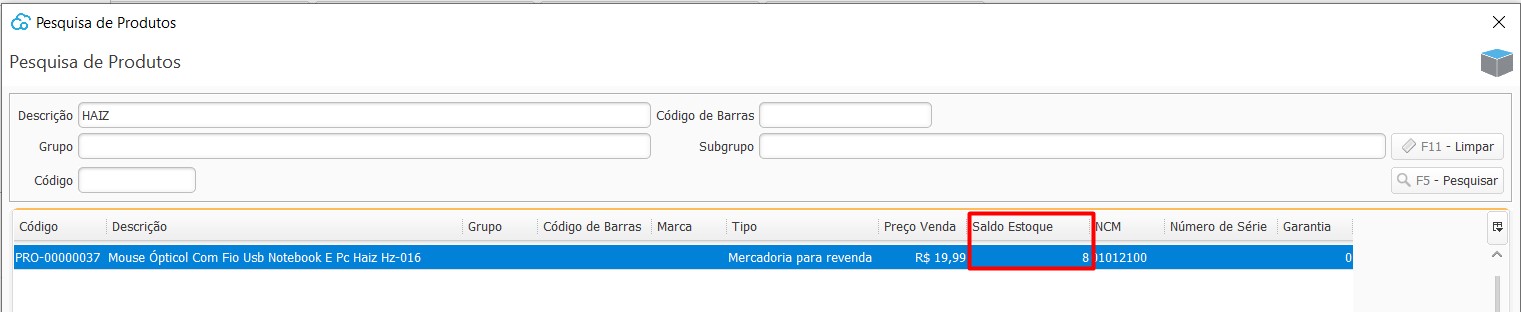 Pesquisa de Produtos
Pesquisa de Produtos
Descrição HAIZ Código de Barras
Grupo Subgrupo F11 - Limpar
Código F5 - Pesquisar
Código Descrição Grupo Código de Barras Marca Tipo Preço Venda Saldo Estoque NCM Número de Série Garantia
PRO-00000037 Mouse Ópticol Com Fio Usb Notebook E Pc Haiz Hz-016 Mercadoria para revenda R$ 19,99 8 01012100 0